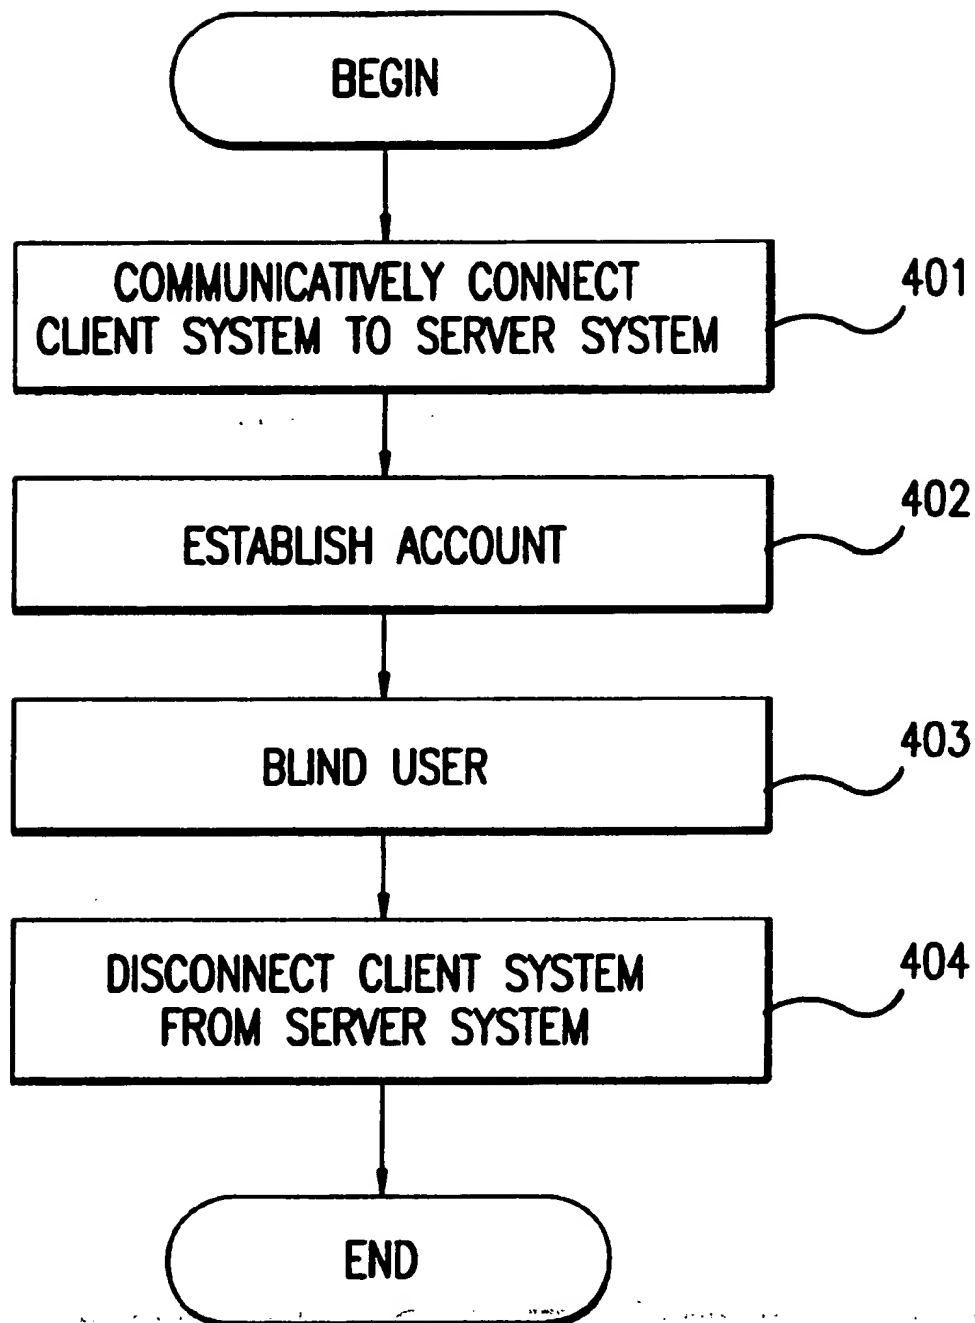 BEGIN
COMMUNICATIVELY CONNECT
CLIENT SYSTEM TO SERVER SYSTEM
401
ESTABLISH ACCOUNT
402
BLIND USER
403
DISCONNECT CLIENT SYSTEM
FROM SERVER SYSTEM
404
END